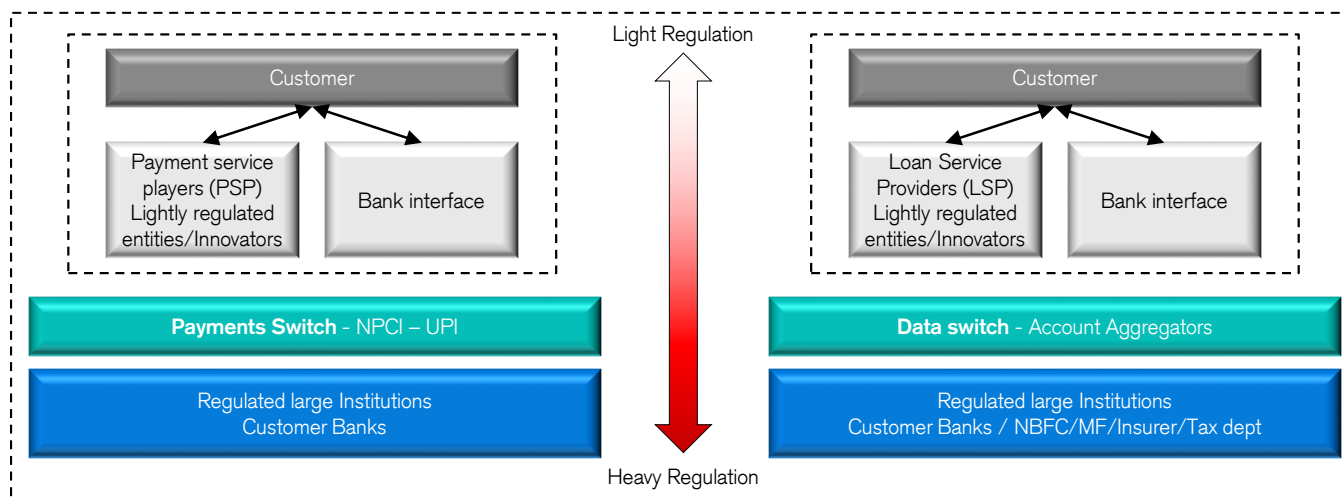 Light Regulation
Customer
Payment service
players (PSP)
Lightly regulated
entities/Innovators
Bank interface
Payments Switch - NPCI – UPI
Regulated large Institutions
Customer Banks
Customer
Loan Service
Providers (LSP)
Lightly regulated
entities/Innovators
Bank interface
Data switch - Account Aggregators
Regulated large Institutions
Customer Banks / NBFC/MF/Insurer/Tax dept
Heavy Regulation